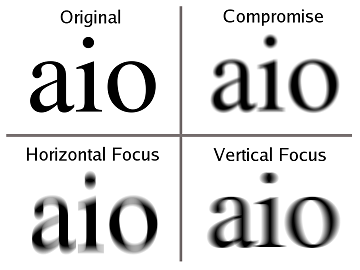 Original
aio
Compromise
aio
Horizontal Focus
aio
Vertical Focus
aio